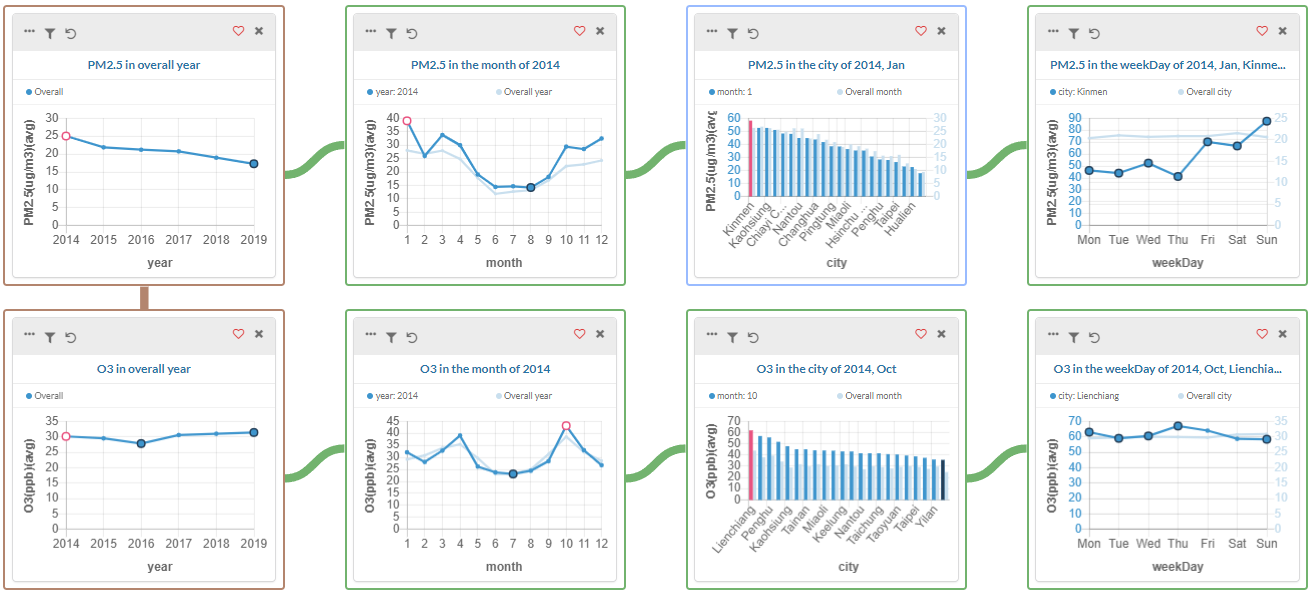 PM2.5 in overall year
Overall
PM2.5(ug/m3)(avg)
30
25
20
15
10
5
0
2014 2015 2016 2017 2018 2019
year
PM2.5 in the month of 2014
year: 2014 Overall year
PM2.5(ug/m3)(avg)
40
35
30
25
20
15
10
5
0
1 2 3 4 5 6 7 8 9 10 11 12
month
PM2.5 in the city of 2014, Jan
month: 1 Overall month
PM2.5(ug/m3)(avg
60 30
50 25
40 20
30 15
20 10
10 5
0 0
Kinmen Kaohsiung Chiayi C... Nantou Changhua Pingtung Miaoli Hsinchu ... Penghu Taipei Hualien
city
PM2.5 in the weekDay of 2014, Jan, Kinme...
city: Kinmen Overall city
PM2.5(ug/m3)(avg)
90 25
80
70 20
60
50 15
40 10
30
20 5
10
0 0
Mon Tue Wed Thu Fri Sat Sun
weekDay
O3 in overall year
Overall
O3(ppb)(avg)
35
30
25
20
15
10
5
0
2014 2015 2016 2017 2018 2019
year
O3 in the month of 2014
year: 2014 Overall year
O3(ppb)(avg)
45
40
35
30
25
20
15
10
5
0
1 2 3 4 5 6 7 8 9 10 11 12
month
O3 in the city of 2014, Oct
month: 10 Overall month
O3(ppb)(avg)
70
60
50
40
30
20
10
0
Lienchiang Penghu Kaohsiung Tainan Miaoli Keelung Nantou Taichung Taoyuan Taipei Yilan
city
O3 in the weekDay of 2014, Oct, Lienchia...
city: Lienchiang Overall city
O3(ppb)(avg)
70 35
60 30
50 25
40 20
30 15
20 10
10 5
0 0
Mon Tue Wed Thu Fri Sat Sun
weekDay